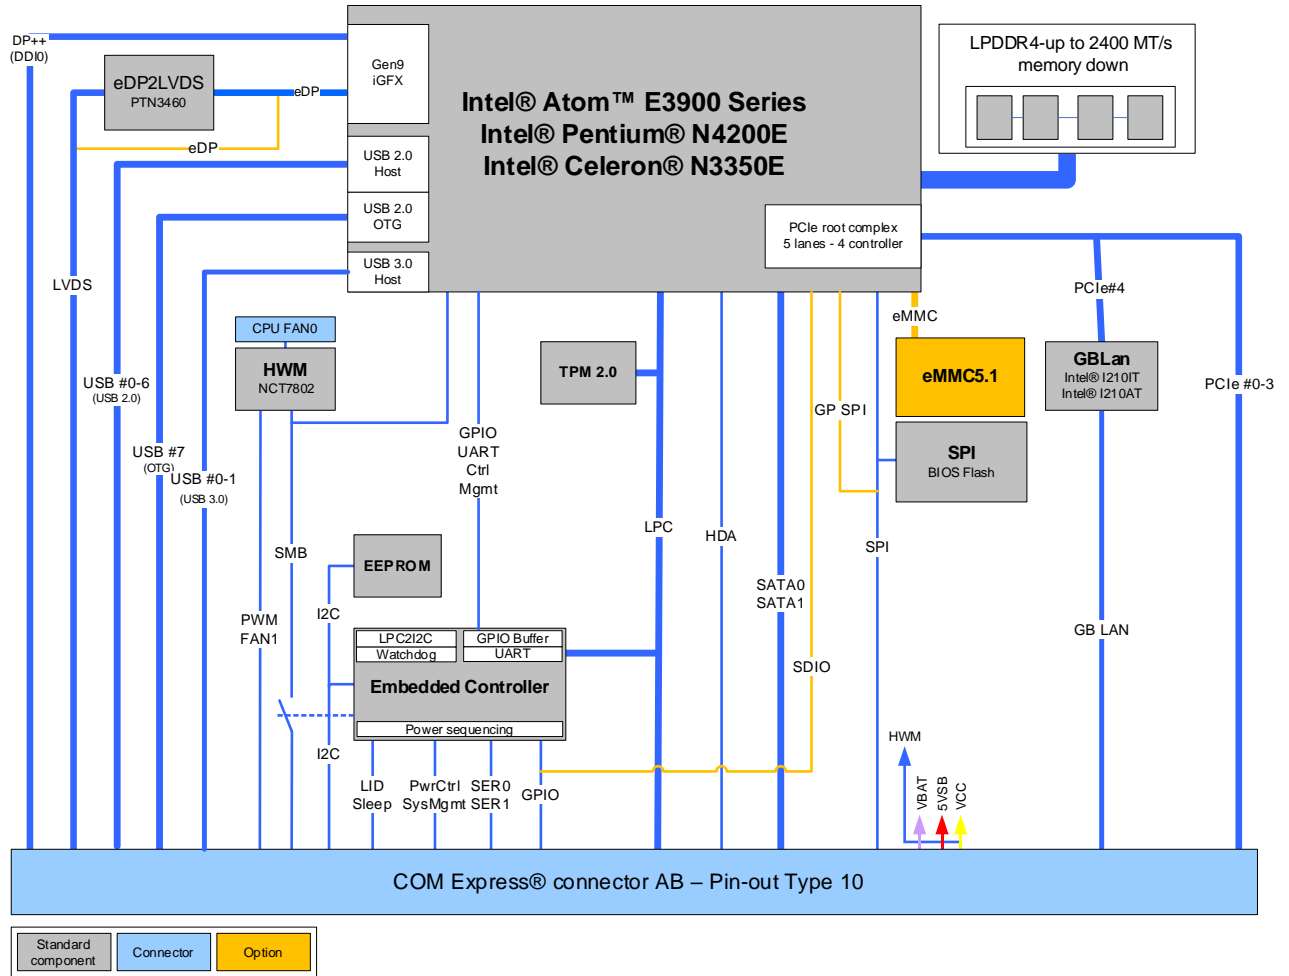 DP++
(DDI0)
eDP2LVDS
PTN3460
eDP
eDP
Gen9
iGFX
USB 2.0
Host
USB 2.0
OTG
USB 3.0
Host
Intel® Atom™ E3900 Series
Intel® Pentium® N4200E
Intel® Celeron® N3350E
LPDDR4-up to 2400 MT/s
memory down
PCIe root complex
5 lanes - 4 controller
LVDS
USB #0-6
(USB 2.0)
USB #7
(OTG)
USB #0-1
(USB 3.0)
CPU FAN0
HWM
NCT7802
TPM 2.0
eMMC
eMMC5.1
PCIe#4
GBLan
Intel® I210IT
Intel® I210AT
PCIe #0-3
GP SPI
SPI
BIOS Flash
GPIO
UART
Ctrl
Mgmt
SMB
EEPROM
I2C
PWM
FAN1
LPC
HDA
SATA0
SATA1
SPI
SDIO
GB LAN
LPC2I2C
Watchdog
GPIO Buffer
UART
Embedded Controller
Power sequencing
I2C
LID
Sleep
PwrCtrl
SysMgmt
SER0
SER1
GPIO
HWM
VBAT
5VSB
VCC
COM Express® connector AB – Pin-out Type 10
Standard
component
Connector
Option